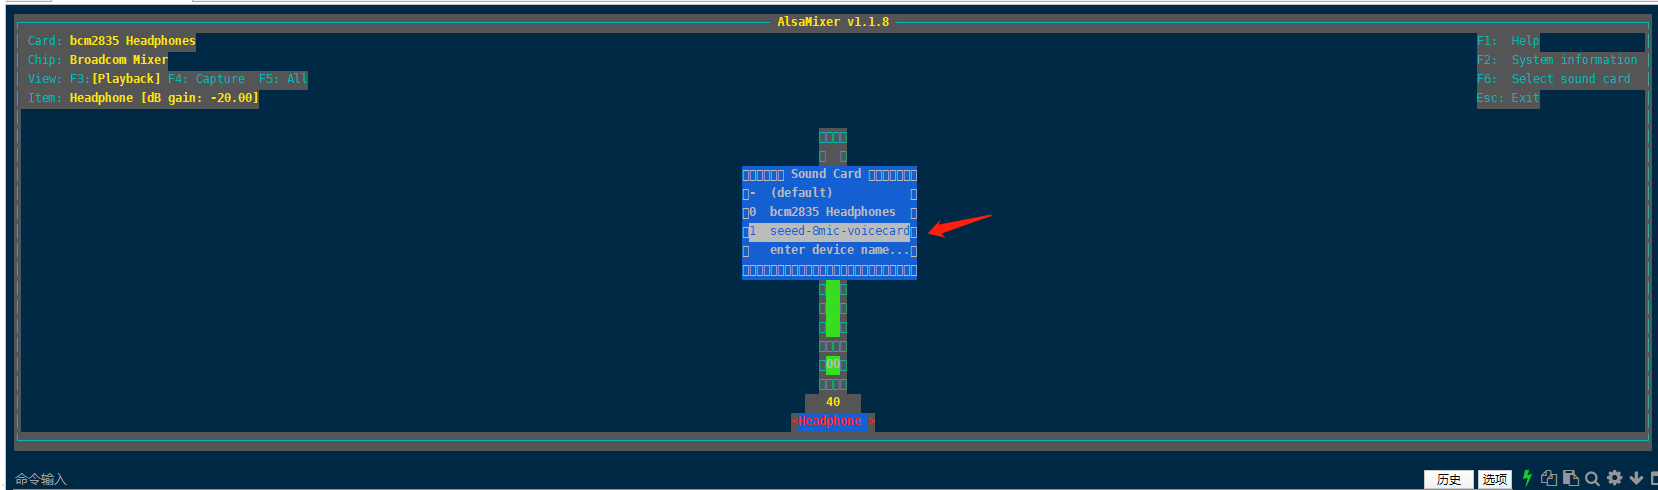 AlsaMixer v1.1.8
Card: bcm2835 Headphones
F1:  Help
Chip: Broadcom Mixer
F2:  System information
View: F3:[Playback] F4: Capture  F5: All
F6:  Select sound card
Item: Headphone [dB gain: -20.00]
Esc: Exit
Sound Card
-  (default)
0  bcm2835 Headphones
1  seeed-8mic-voicecard
enter device name...
00
40
<Headphone >
命令输入
历史
选项